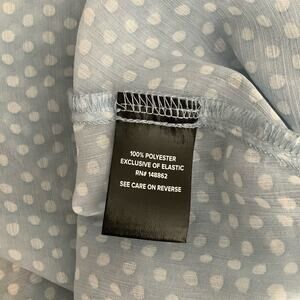 100% POLYESTER
EXCLUSIVE OF ELASTIC
RN# 148862
SEE CARE ON REVERSE